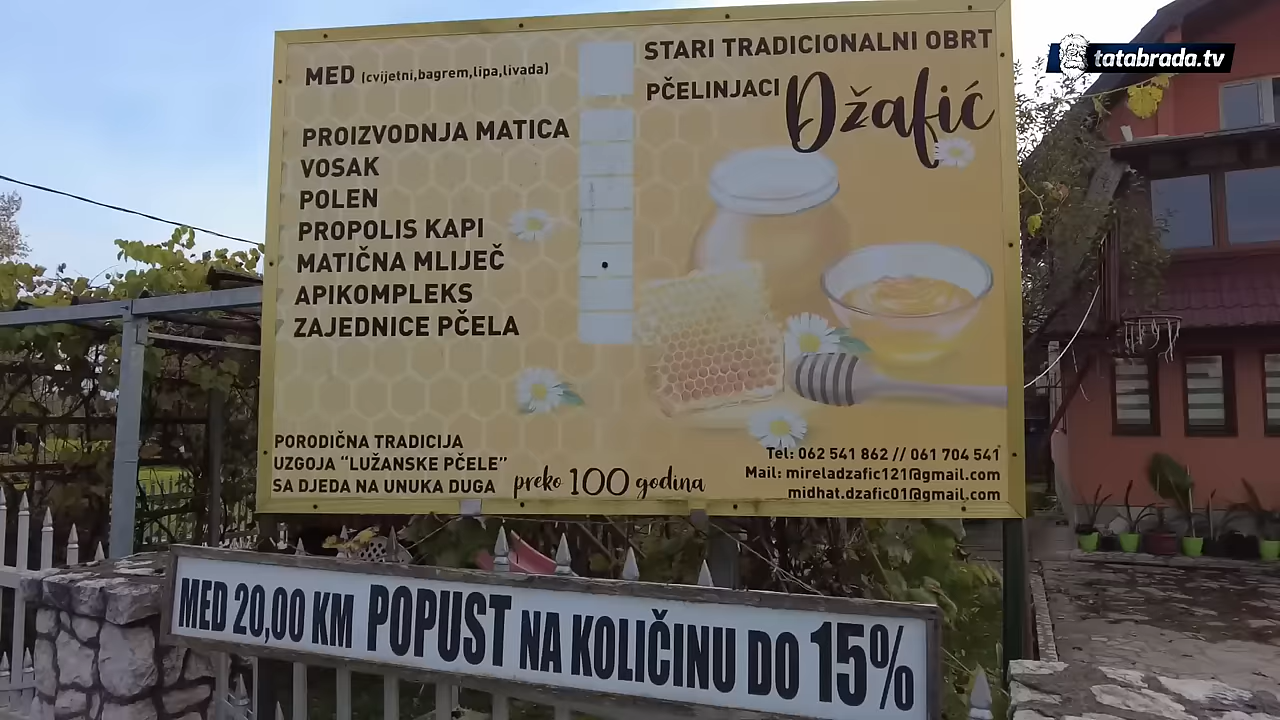 tatabrada.tv
STARI TRADICIONALNI OBRT
PČELINJACI Džafić
MED (cvijetni,bagrem,lipa,livada)
PROIZVODNJA MATICA
VOSAK
POLEN
PROPOLIS KAPI
MATIČNA MLIJEČ
APIKOMPLEKS
ZAJEDNICE PČELA
PORODIČNA TRADICIJA
UZGOJA “LUŽANSKE PČELE”
SA DJEDA NA UNUKA DUGA preko 100 godina
Tel: 062 541 862 // 061 704 541
Mail: mireladzafic121@gmail.com
midhat.dzafic01@gmail.com
MED 20,00 KM POPUST NA KOLIČINU DO 15%